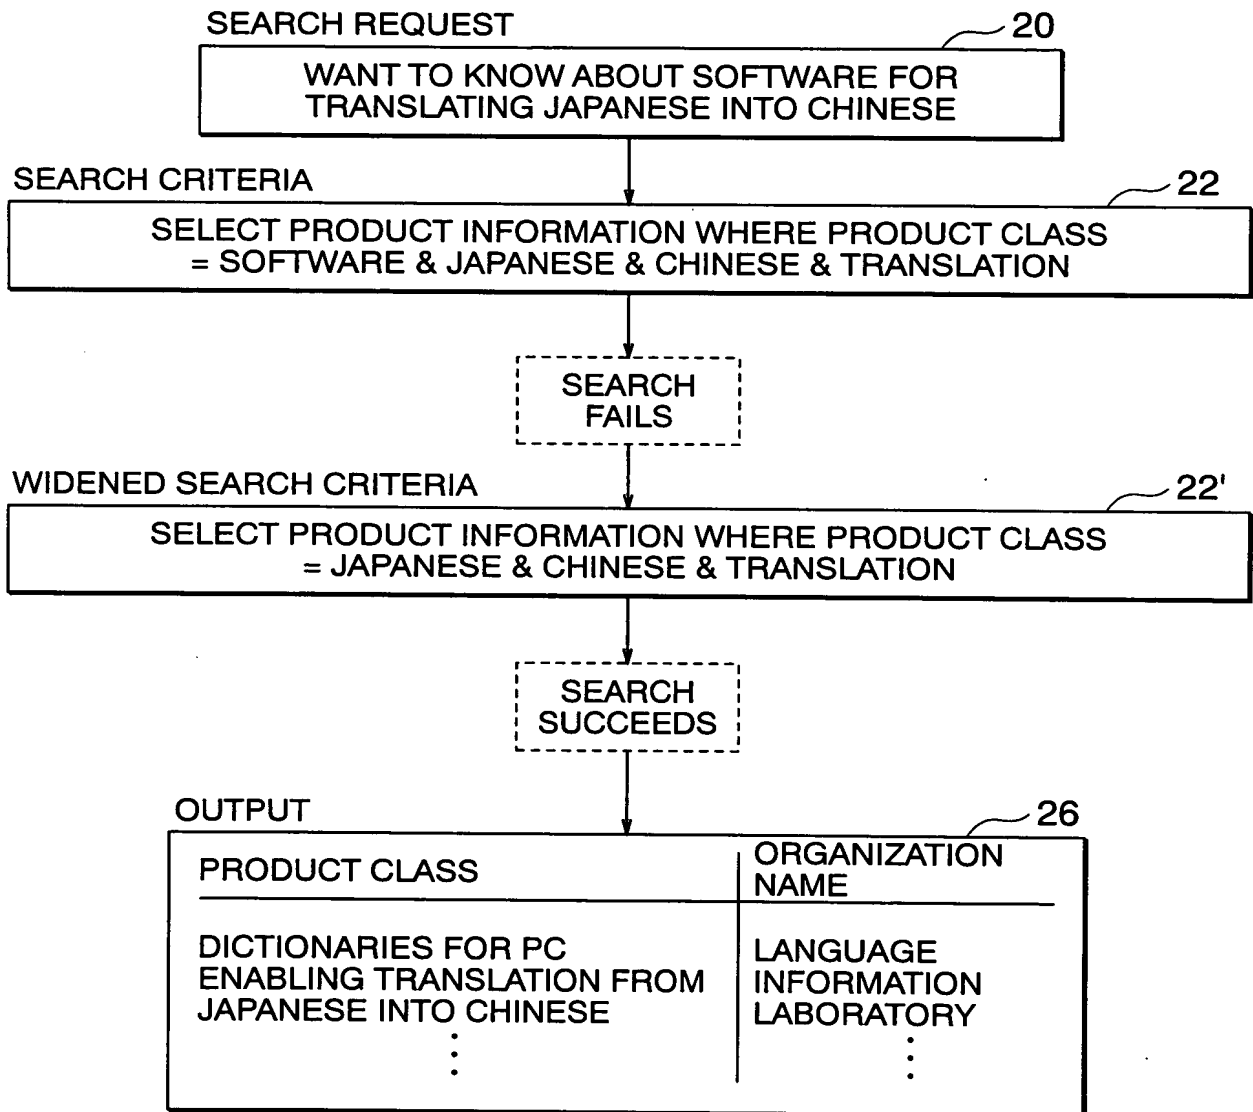 SEARCH REQUEST
20
WANT TO KNOW ABOUT SOFTWARE FOR
TRANSLATING JAPANESE INTO CHINESE
SEARCH CRITERIA
22
SELECT PRODUCT INFORMATION WHERE PRODUCT CLASS
= SOFTWARE & JAPANESE & CHINESE & TRANSLATION
SEARCH
FAILS
WIDENED SEARCH CRITERIA
22'
SELECT PRODUCT INFORMATION WHERE PRODUCT CLASS
= JAPANESE & CHINESE & TRANSLATION
SEARCH
SUCCEEDS
OUTPUT
26
PRODUCT CLASS
ORGANIZATION
NAME
DICTIONARIES FOR PC
ENABLING TRANSLATION FROM
JAPANESE INTO CHINESE
LANGUAGE
INFORMATION
LABORATORY